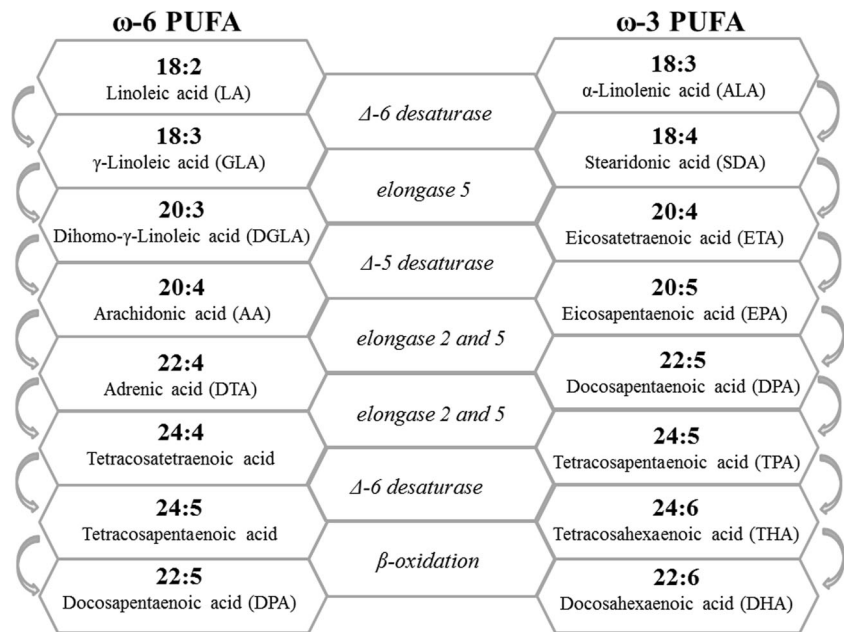 ω-6 PUFA
18:2
Linoleic acid (LA)
18:3
γ-Linoleic acid (GLA)
20:3
Dihomo-γ-Linoleic acid (DGLA)
20:4
Arachidonic acid (AA)
22:4
Adrenic acid (DTA)
24:4
Tetracosatetraenoic acid
24:5
Tetracosapentaenoic acid
22:5
Docosapentaenoic acid (DPA)
Δ-6 desaturase
elongase 5
Δ-5 desaturase
elongase 2 and 5
elongase 2 and 5
Δ-6 desaturase
β-oxidation
ω-3 PUFA
18:3
α-Linolenic acid (ALA)
18:4
Stearidonic acid (SDA)
20:4
Eicosatetraenoic acid (ETA)
20:5
Eicosapentaenoic acid (EPA)
22:5
Docosapentaenoic acid (DPA)
24:5
Tetracosapentaenoic acid (TPA)
24:6
Tetracosahexaenoic acid (THA)
22:6
Docosahexaenoic acid (DHA)